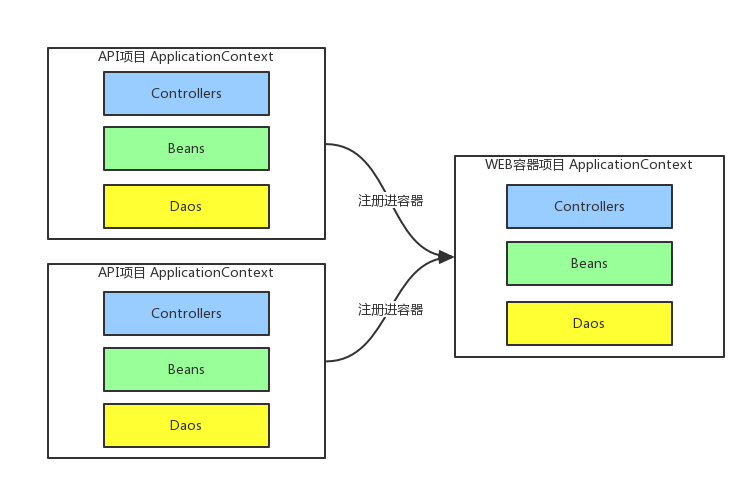 API项目 ApplicationContext
Controllers
Beans
Daos
API项目 ApplicationContext
Controllers
Beans
Daos
注册进容器
注册进容器
WEB容器项目 ApplicationContext
Controllers
Beans
Daos